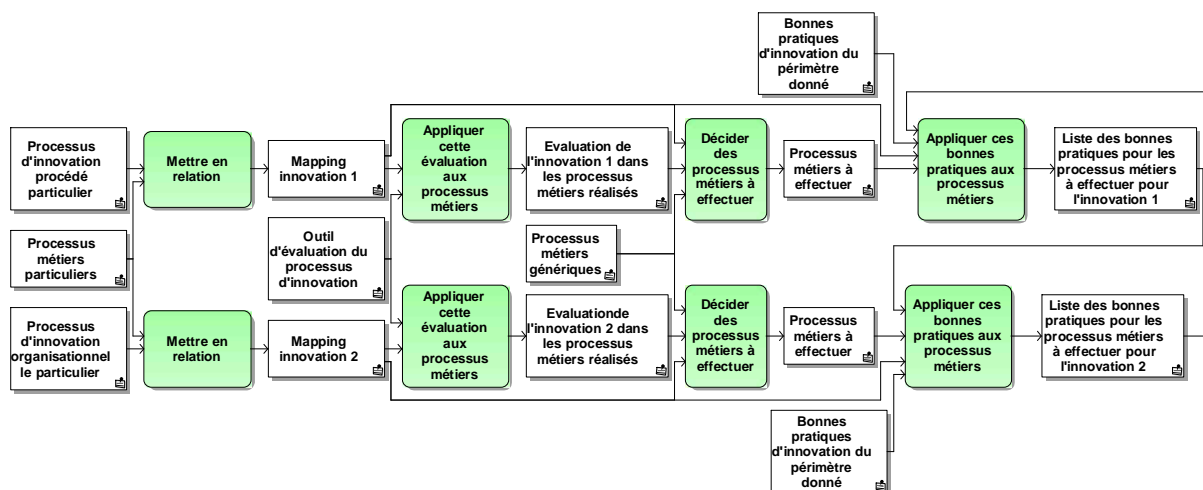 Bonnes
pratiques
d'innovation du
périmètre
donné
Processus
d'innovation
procédé
particulier
Mettre en
relation
Mapping
innovation 1
Appliquer
cette
évaluation
aux
processus
métiers
Evaluation de
l'innovation 1 dans
les processus
métiers réalisés
Décider
des
processus
métiers à
effectuer
Processus
métiers à
effectuer
Appliquer ces
bonnes
pratiques aux
processus
métiers
Liste des bonnes
pratiques pour les
processus métiers
à effectuer pour
l'innovation 1
Processus
métiers
particuliers
Outil
d'évaluation du
processus
d'innovation
Processus
métiers
génériques
Processus
d'innovation
organisationnel
le particulier
Mettre en
relation
Mapping
innovation 2
Appliquer
cette
évaluation
aux
processus
métiers
Evaluationde
l'innovation 2 dans
les processus
métiers réalisés
Décider
des
processus
métiers à
effectuer
Processus
métiers à
effectuer
Appliquer ces
bonnes
pratiques aux
processus
métiers
Liste des bonnes
pratiques pour les
processus métiers
à effectuer pour
l'innovation 2
Bonnes
pratiques
d'innovation du
périmètre
donné